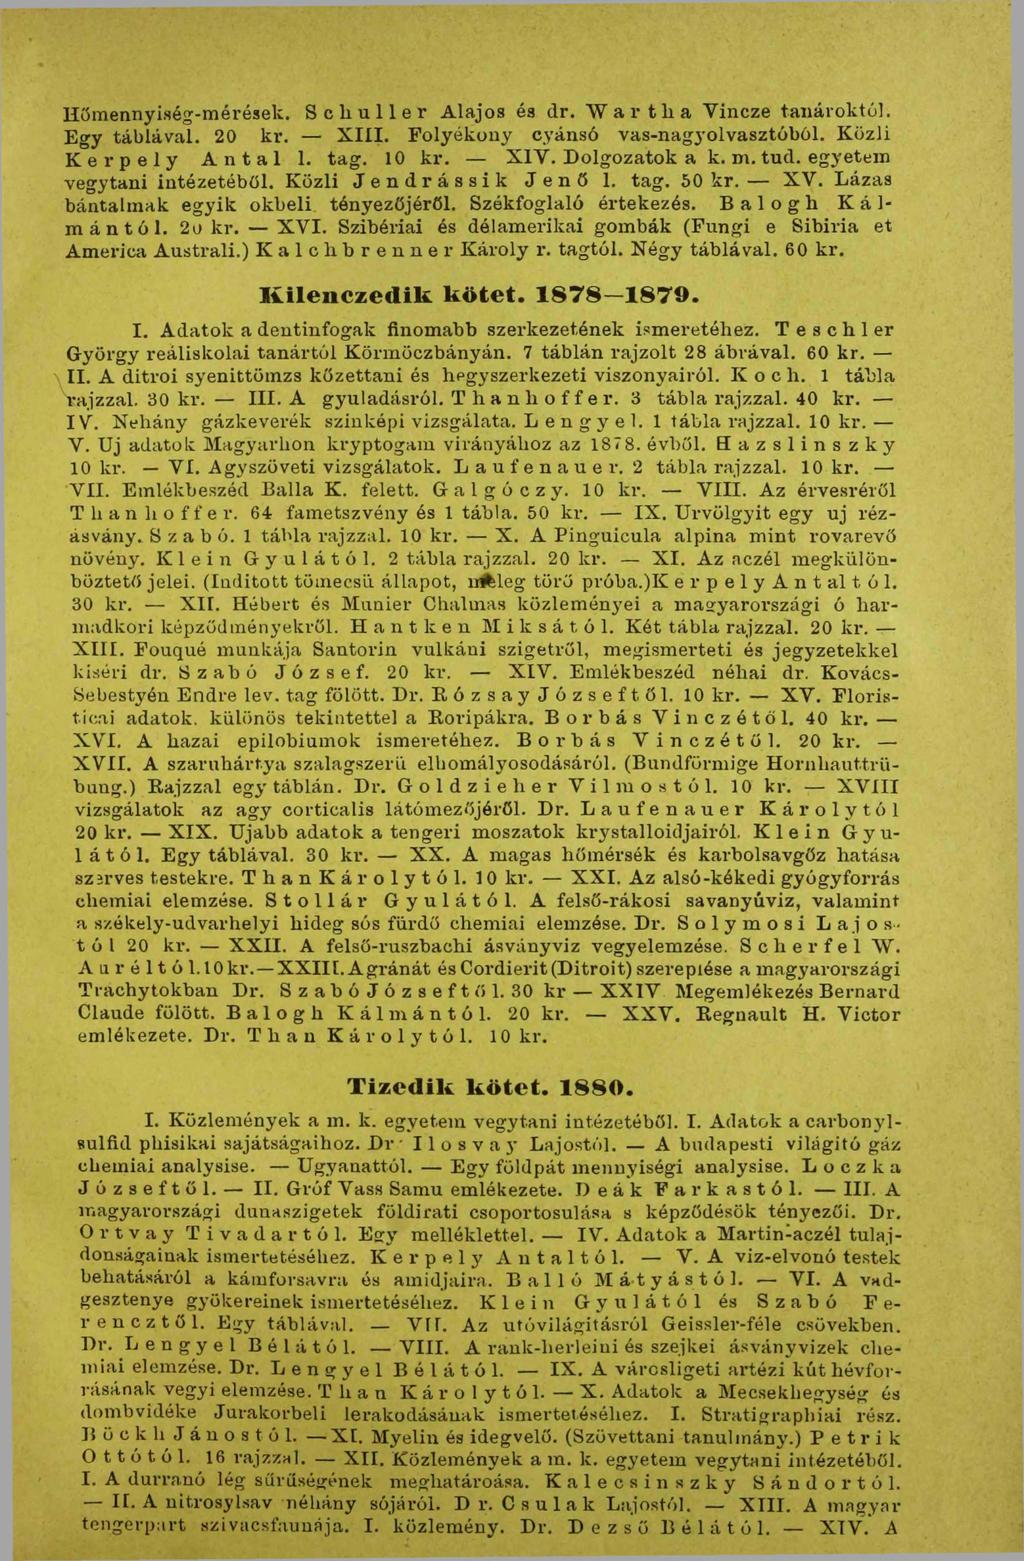 Hőmennyiség-mérések. Schuller Alajos és dr. Wartha Vincze tanároktól.
Egy táblával. 20 kr. — XIII. Folyékony cyánsó vas-nagyolvasztóból. Közli
Kerpely Antal l. tag. 10 kr. — XIV. Dolgozatok a k. m. tud. egyetem
vegytani intézetéből. Közli Jendrássik Jenő l. tag. 50 kr. — XV. Lázas
bántalmak egyik okbeli tényezőjéről. Székfoglaló értekezés. Balogh Kál-
mántól. 20 kr. — XVI. Szibériai és délamerikai gombák (Fungi e Sibiria et
America Australi.) Kalchbrenner Károly r. tagtól. Négy táblával. 60 kr.
Kilenczedik kötet. 1878—1879.
I. Adatok a dentinfogak finomabb szerkezetének ismeretéhez. Teschler
György reáliskolai tanártól Körmöczbányán. 7 táblán rajzolt 28 ábrával. 60 kr. —
II. A ditroi syenittömzs kőzettani és hegyszerkezeti viszonyairól. Koch. 1 tábla
rajzzal. 30 kr. — III. A gyuladásról. Thanhoffer. 3 tábla rajzzal. 40 kr. —
IV. Nehány gázkeverék szinképi vizsgálata. Lengyel. 1 tábla rajzzal. 10 kr. —
V. Uj adatok Magyarhon kryptogam virányához az 1878. évből. Hazslinszky
10 kr. — VI. Agyszöveti vizsgálatok. Laufenauer. 2 tábla rajzzal. 10 kr. —
VII. Emlékbeszéd Balla K. felett. Galgóczy. 10 kr. — VIII. Az érvesréről
Thanhoffer. 64 fametszvény és 1 tábla. 50 kr. — IX. Urvölgyit egy uj réz-
ásvány. Szabó. 1 tábla rajzzal. 10 kr. — X. A Pinguicula alpina mint rovarevő
növény. Klein Gyulától. 2 tábla rajzzal. 20 kr. — XI. Az aczél megkülön-
böztető jelei. (Inditott tömecsü állapot, meleg törő próba.) Kerpely Antaltól.
30 kr. — XII. Hébert és Munier Chalmas közleményei a magyarországi ó har-
madkori képződményekről. Hantken Miksától. Két tábla rajzzal. 20 kr. —
XIII. Fouqué munkája Santorin vulkáni szigetről, megismerteti és jegyzetekkel
kiséri dr. Szabó József. 20 kr. — XIV. Emlékbeszéd néhai dr. Kovács-
Sebestyén Endre lev. tag fölött. Dr. Rózsay Józseftől. 10 kr. — XV. Floris-
ticai adatok. különös tekintettel a Roripákra. Borbás Vinczétől. 40 kr. —
XVI. A hazai epilobiumok ismeretéhez. Borbás Vinczétől. 20 kr. —
XVII. A szaruhártya szalagszerü elhomályosodásáról. (Bundförmige Hornhauttrü-
bung.) Rajzzal egy táblán. Dr. Goldzieher Vilmostól. 10 kr. — XVIII
vizsgálatok az agy corticalis látómezőjéről. Dr. Laufenauer Károlytól
20 kr. — XIX. Ujabb adatok a tengeri moszatok krystalloidjairól. Klein Gyu-
lától. Egy táblával. 30 kr. — XX. A magas hőmérsék és karbolsavgőz hatása
szerves testekre. Than Károlytól. 10 kr. — XXI. Az alsó-kékedi gyógyforrás
chemiai elemzése. Stollár Gyulától. A felső-rákosi savanyúviz, valamint
a székely-udvarhelyi hideg sós fürdő chemiai elemzése. Dr. Solymosi Lajos-
tól 20 kr. — XXII. A felső-ruszbachi ásványviz vegyelemzése. Scherfel W.
Auréltól. 10 kr. — XXIII. A gránát és Cordierit (Ditroit) szereplése a magyarországi
Trachytokban Dr. Szabó Józseftől. 30 kr — XXIV Megemlékezés Bernard
Claude fölött. Balogh Kálmántól. 20 kr. — XXV. Regnault H. Victor
emlékezete. Dr. Than Károlytól. 10 kr.
Tizedik kötet. 1880.
I. Közlemények a m. k. egyetem vegytani intézetéből. I. Adatok a carbonyl-
sulfid phisikai sajátságaihoz. Dr Ilosvay Lajostól. — A budapesti világitó gáz
chemiai analysise. — Ugyanattól. — Egy földpát mennyiségi analysise. Loczka
Józseftől. — II. Gróf Vass Samu emlékezete. Deák Farkastól. — III. A
magyarországi dunaszigetek földirati csoportosulása s képződésök tényezői. Dr.
Ortvay Tivadartól. Egy melléklettel. — IV. Adatok a Martin-aczél tulaj-
donságainak ismertetéséhez. Kerpely Antaltól. — V. A viz-elvonó testek
behatásáról a kámforsavra és amidjaira. Balló Mátyástól. — VI. A vad-
gesztenye gyökereinek ismertetéséhez. Klein Gyulától és Szabó Fe-
rencztől. Egy táblával. — VII. Az utóvilágitásról Geissler-féle csövekben.
Dr. Lengyel Bélától. — VIII. A rank-herleini és szejkei ásványvizek che-
miai elemzése. Dr. Lengyel Bélától. — IX. A városligeti artézi kút hévfor-
rásának vegyi elemzése. Than Károlytól. — X. Adatok a Mecsekhegység és
dombvidéke Jurakorbeli lerakodásának ismertetéséhez. I. Stratigraphiai rész.
Böckh Jánostól. — XI. Myelin és idegvelő. (Szövettani tanulmány.) Petrik
Ottótól. 16 rajzzal. — XII. Közlemények a m. k. egyetem vegytani intézetéből.
I. A durranó lég sűrűségének meghatároása. Kalecsinszky Sándortól.
— II. A nitrosylsav néhány sójáról. Dr. Csulak Lajostól. — XIII. A magyar
tengerpart szivacsfaunája. I. közlemény. Dr. Dezső Bélától. — XIV. A